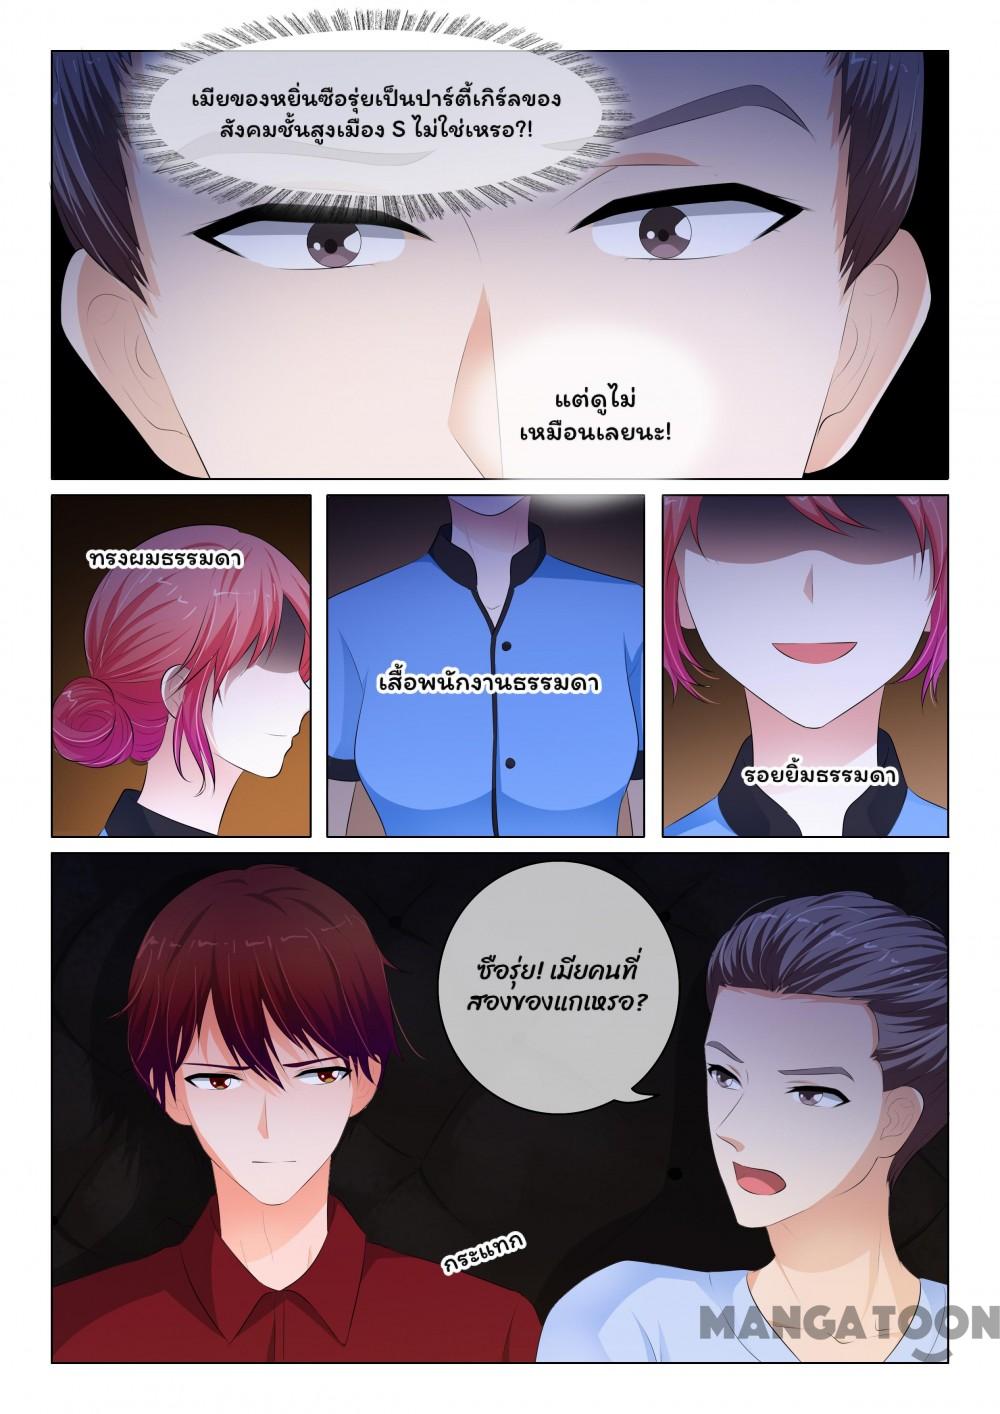 เมียของหยิ่นซือรุ่ยเป็นปาร์ตี้เกิร์ลของ
สังคมชั้นสูงเมือง S ไม่ใช่เหรอ?!
แต่ดูไม่
เหมือนเลยนะ!
ทรงผมธรรมดา
เสื้อพนักงานธรรมดา
รอยยิ้มธรรมดา
ซือรุ่ย! เมียคนที่
สองของแกเหรอ?
กระแทก
MANGATOON